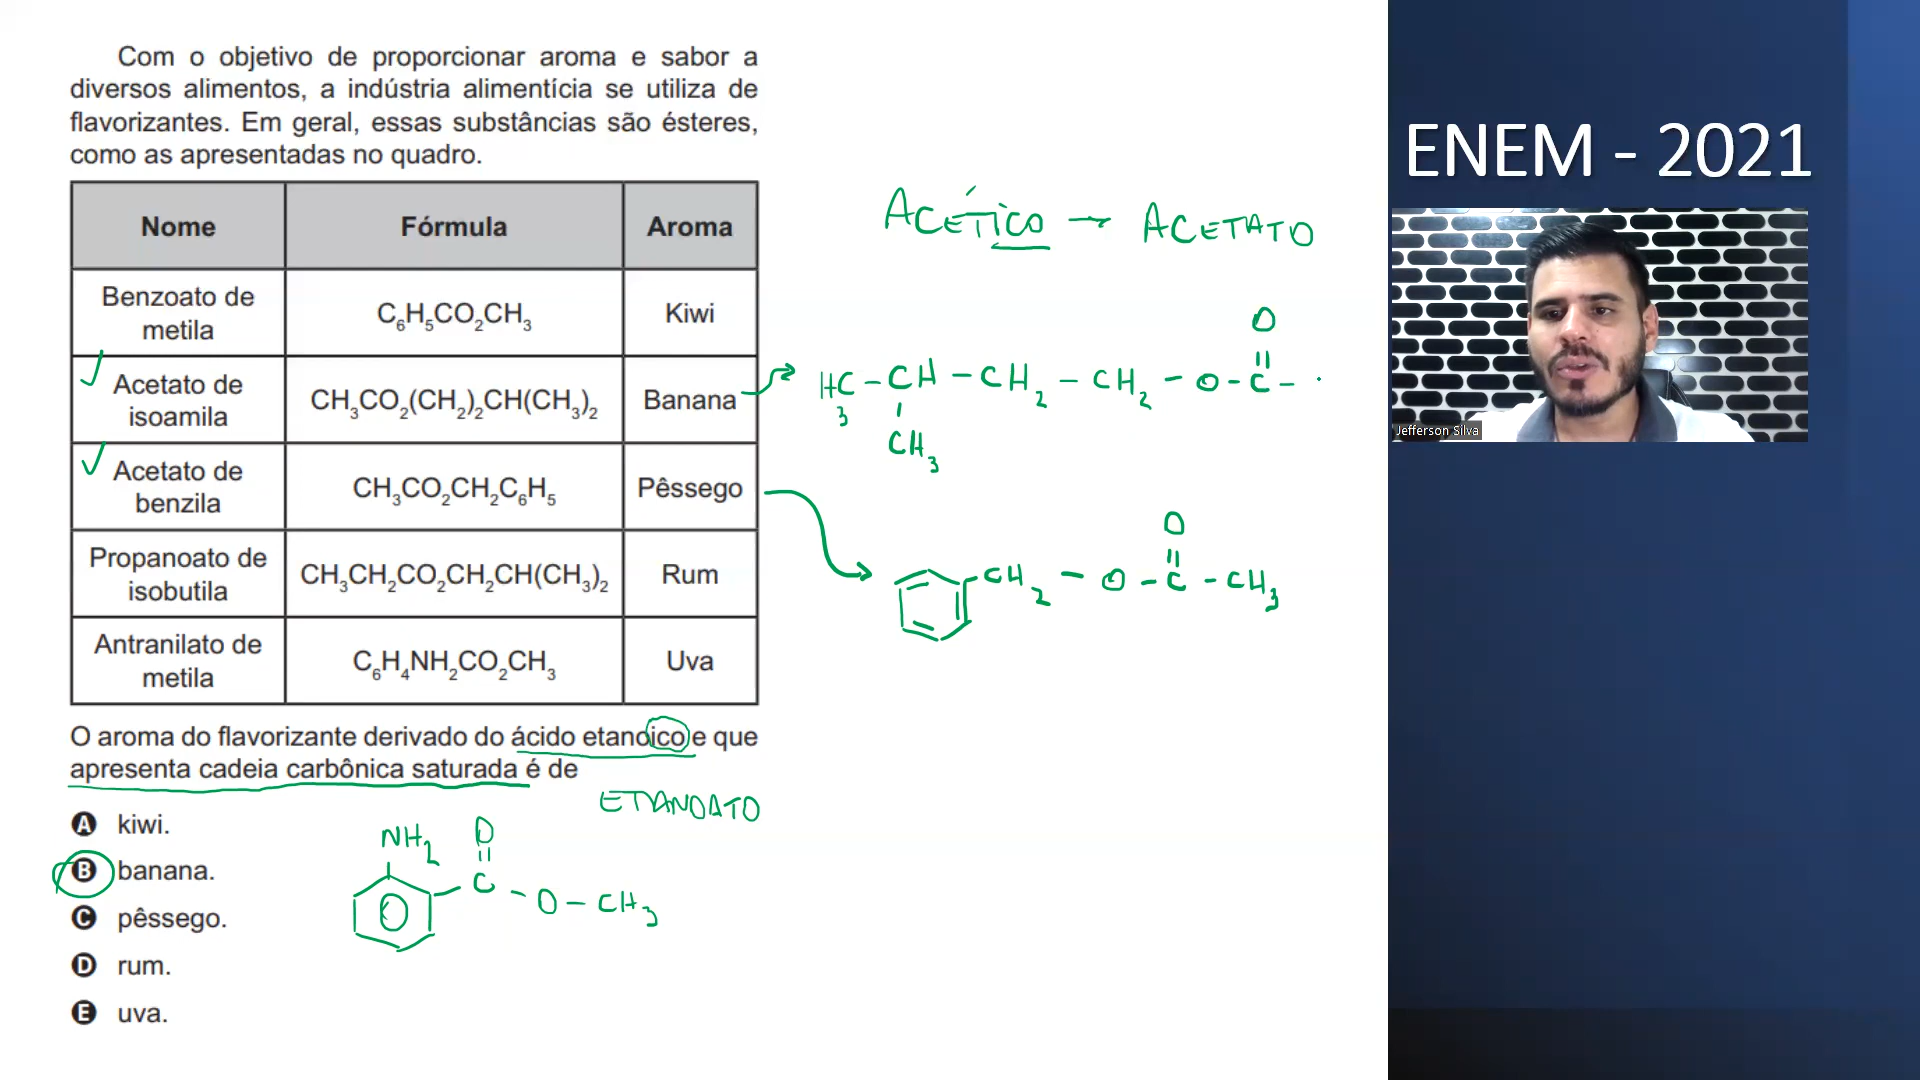 Com o objetivo de proporcionar aroma e sabor a
diversos alimentos, a indústria alimentícia se utiliza de
flavorizantes. Em geral, essas substâncias são ésteres,
como as apresentadas no quadro.
Nome Fórmula Aroma
Benzoato de
metila
C₆H₅CO₂CH₃
Kiwi
Acetato de
isoamila
CH₃CO₂(CH₂)₂CH(CH₃)₂
Banana
Acetato de
benzila
CH₃CO₂CH₂C₆H₅
Pêssego
Propanoato de
isobutila
CH₃CH₂CO₂CH₂CH(CH₃)₂
Rum
Antranilato de
metila
C₆H₄NH₂CO₂CH₃
Uva
O aroma do flavorizante derivado do ácido etanoico e que
apresenta cadeia carbônica saturada é de
ETANOATO
A kiwi.
B banana.
C pêssego.
D rum.
E uva.
NH₂ O
C
O - CH₃
ACÉTICO → ACETATO
O
H₃C - CH - CH₂ - CH₂ - O - C -
CH₃
O
CH₂ - O - C - CH₃
ENEM - 2021
Jefferson Silva